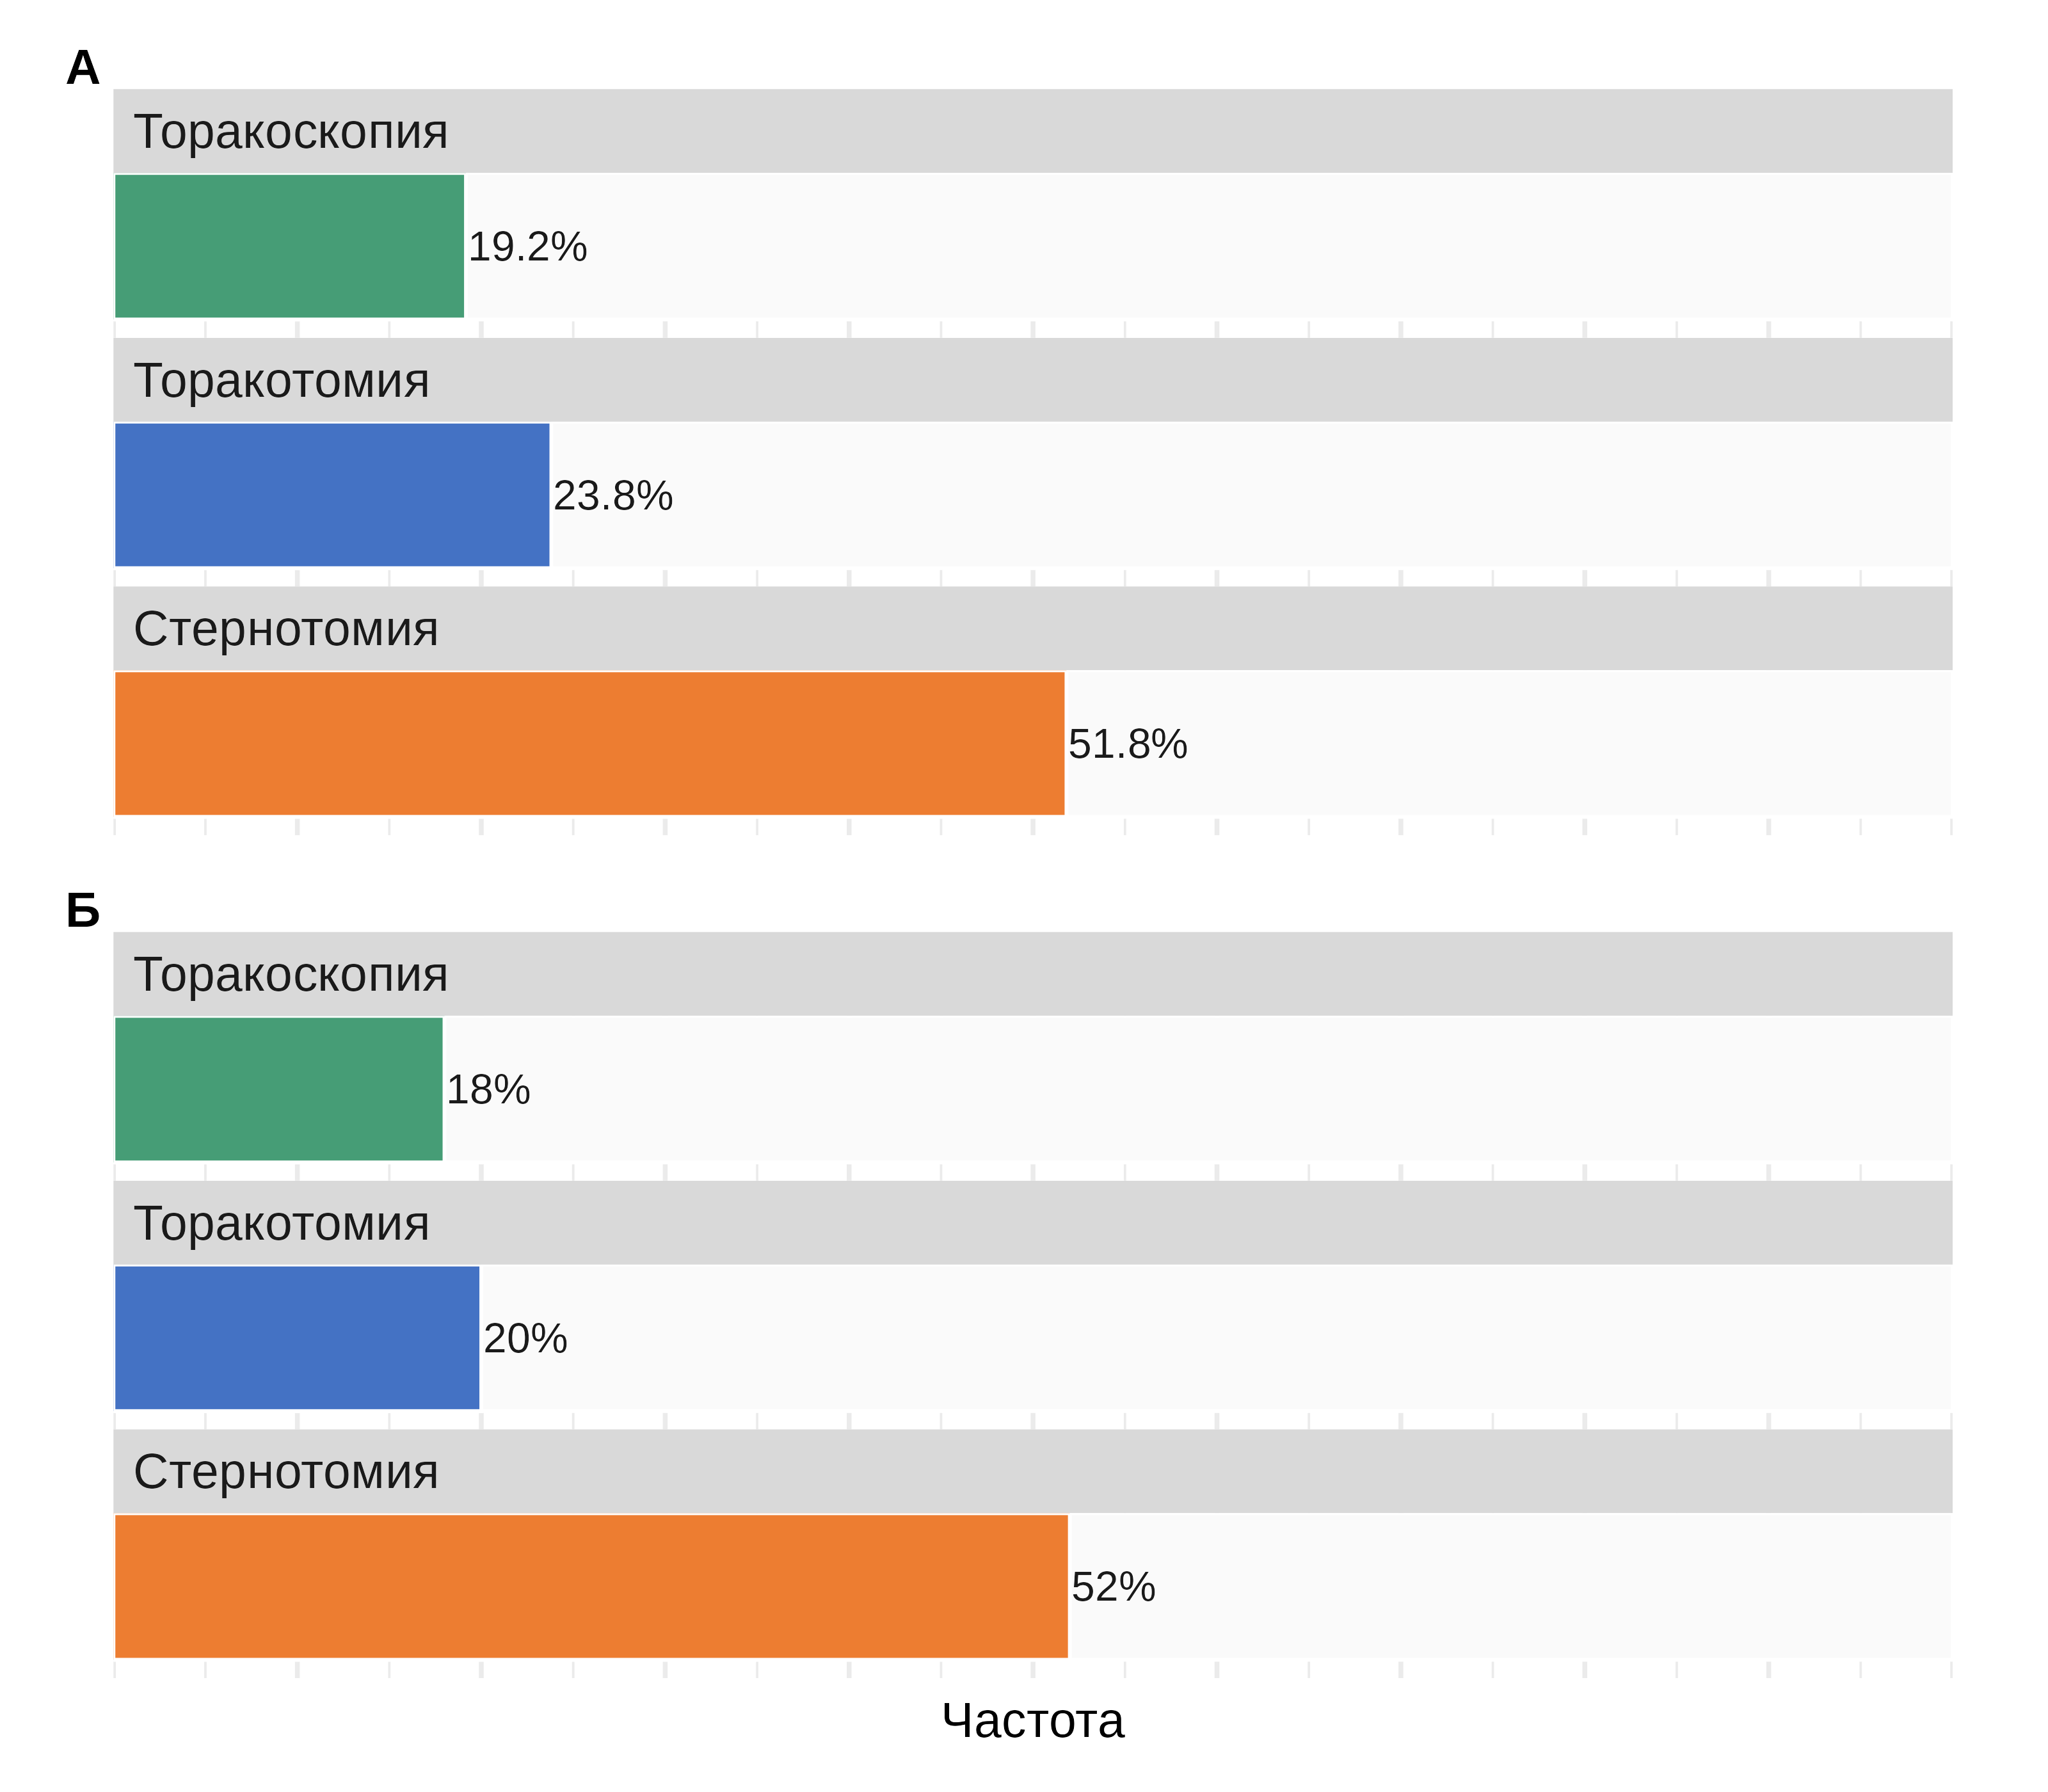 А
Торакоскопия
19.2%
Торакотомия
23.8%
Стернотомия
51.8%
Б
Торакоскопия
18%
Торакотомия
20%
Стернотомия
52%
Частота